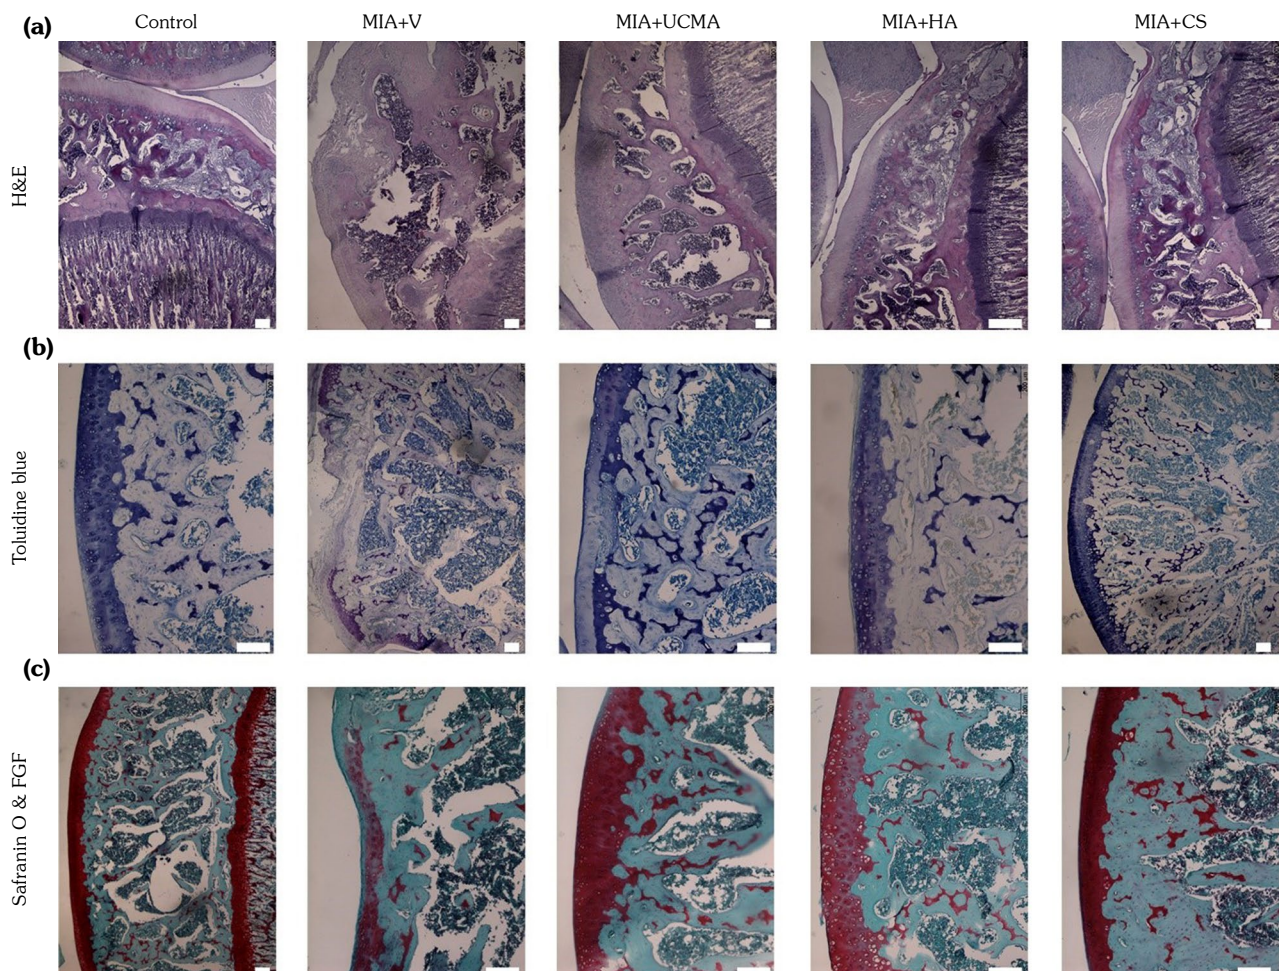 (a)
Control MIA+V MIA+UCMA MIA+HA MIA+CS
H&E
(b)
Toluidine blue
(c)
Safranin O & FGF